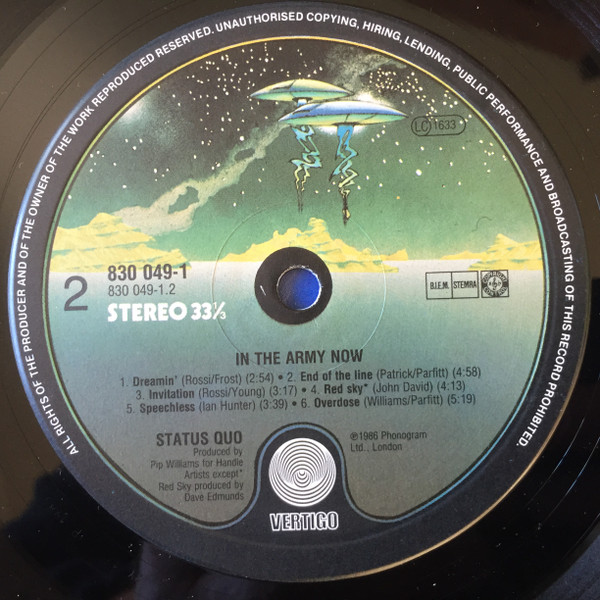 ALL RIGHTS OF THE PRODUCER AND OF THE OWNER OF THE WORK REPRODUCED RESERVED. UNAUTHORISED COPYING, HIRING, LENDING, PUBLIC PERFORMANCE AND BROADCASTING OF THIS RECORD PROHIBITED.
LC 1633
2
830 049-1
830 049-1.2
STEREO 33⅓
B.I.E.M. STEMRA
IN THE ARMY NOW
1. Dreamin' (Rossi/Frost) (2:54) • 2. End of the line (Patrick/Parfitt) (4:58)
3. Invitation (Rossi/Young) (3:17) • 4. Red sky* (John David) (4:13)
5. Speechless (Ian Hunter) (3:39) • 6. Overdose (Williams/Parfitt) (5:19)
STATUS QUO
Produced by
Pip Williams for Handle
Artists except*
Red Sky produced by
Dave Edmunds
℗1986 Phonogram
Ltd., London
VERTIGO